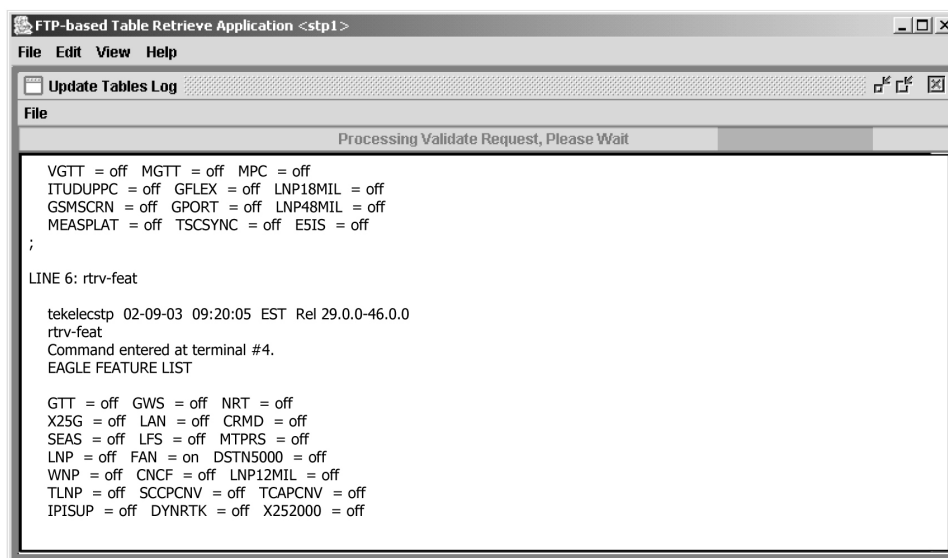 FTP-based Table Retrieve Application <stp1>
File Edit View Help
Update Tables Log
File
Processing Validate Request, Please Wait
VGTT = off MGTT = off MPC = off
ITUDUPPC = off GFLEX = off LNP18MIL = off
GSMSCRN = off GPORT = off LNP48MIL = off
MEASPLAT = off TSCSYNC = off E5IS = off
;
LINE 6: rtrv-feat
tekelecstp 02-09-03 09:20:05 EST Rel 29.0.0-46.0.0
rtrv-feat
Command entered at terminal #4.
EAGLE FEATURE LIST
GTT = off GWS = off NRT = off
X25G = off LAN = off CRMD = off
SEAS = off LFS = off MTPRS = off
LNP = off FAN = on DSTN5000 = off
WNP = off CNCF = off LNP12MIL = off
TLNP = off SCCPCNV = off TCAPCNV = off
IPISUP = off DYNRTK = off X252000 = off